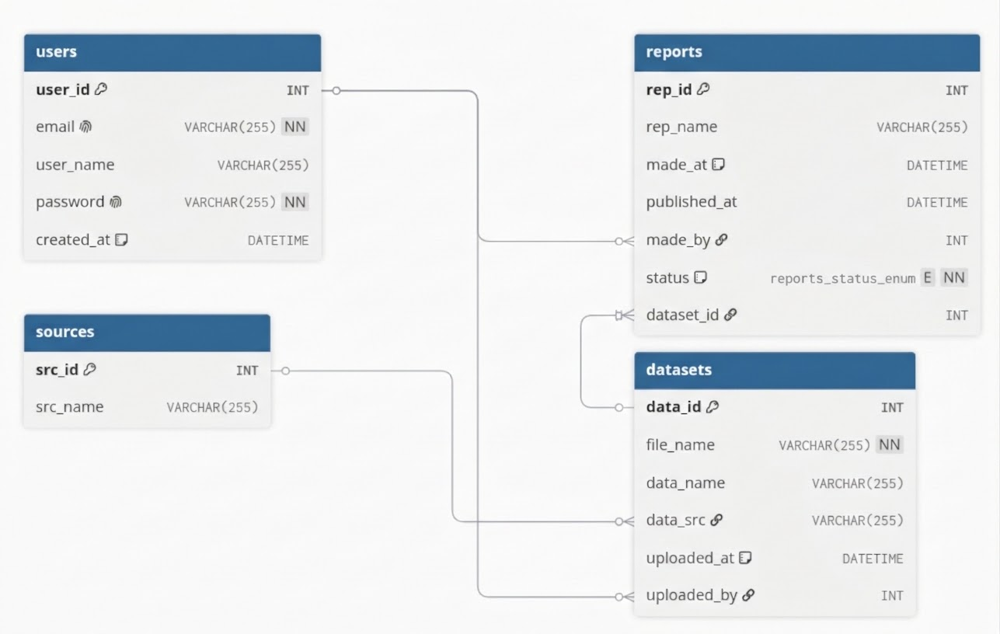 users
user_id INT
email VARCHAR(255) NN
user_name VARCHAR(255)
password VARCHAR(255) NN
created_at DATETIME
sources
src_id INT
src_name VARCHAR(255)
reports
rep_id INT
rep_name VARCHAR(255)
made_at DATETIME
published_at DATETIME
made_by INT
status reports_status_enum E NN
dataset_id INT
datasets
data_id INT
file_name VARCHAR(255) NN
data_name VARCHAR(255)
data_src VARCHAR(255)
uploaded_at DATETIME
uploaded_by INT